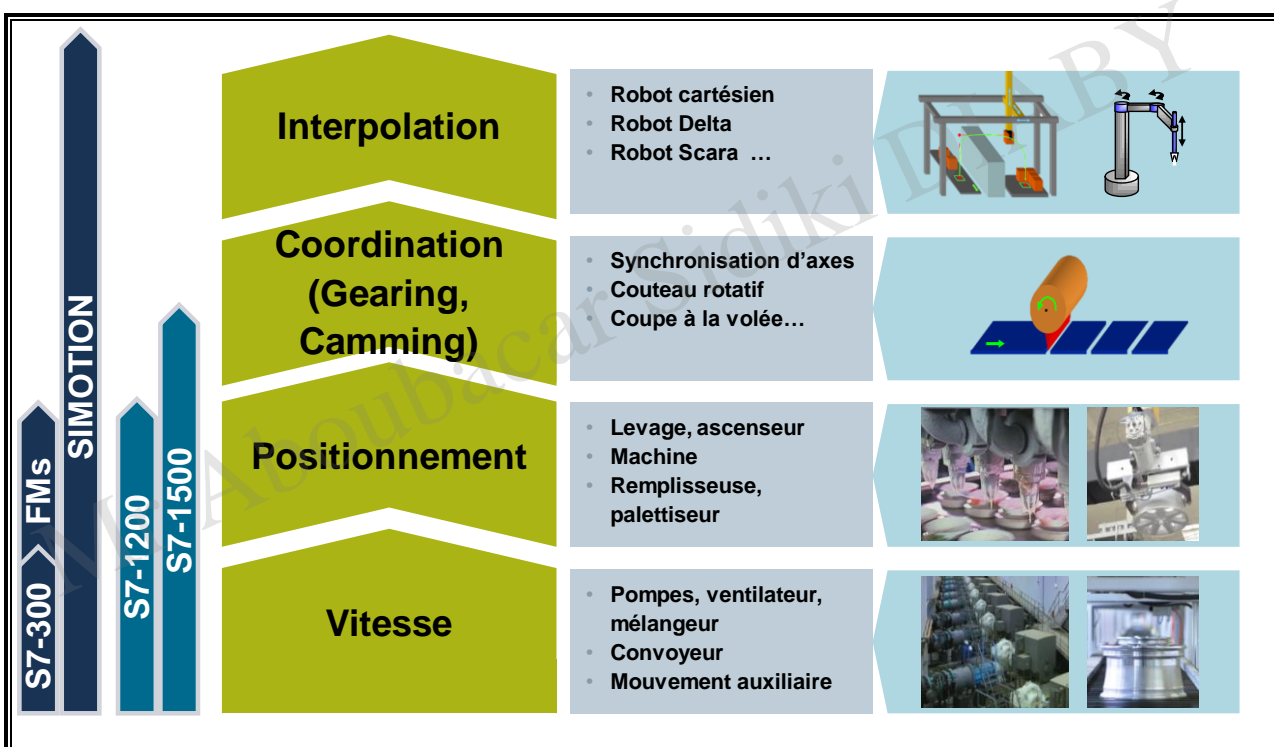 Interpolation
• Robot cartésien
• Robot Delta
• Robot Scara …
Coordination
(Gearing,
Camming)
• Synchronisation d’axes
• Couteau rotatif
• Coupe à la volée…
Positionnement
• Levage, ascenseur
• Machine
• Remplisseuse,
palettiseur
Vitesse
• Pompes, ventilateur,
mélangeur
• Convoyeur
• Mouvement auxiliaire
S7-300
FMs
SIMOTION
S7-1200
S7-1500
Mr Aboubacar Sidiki DIABY